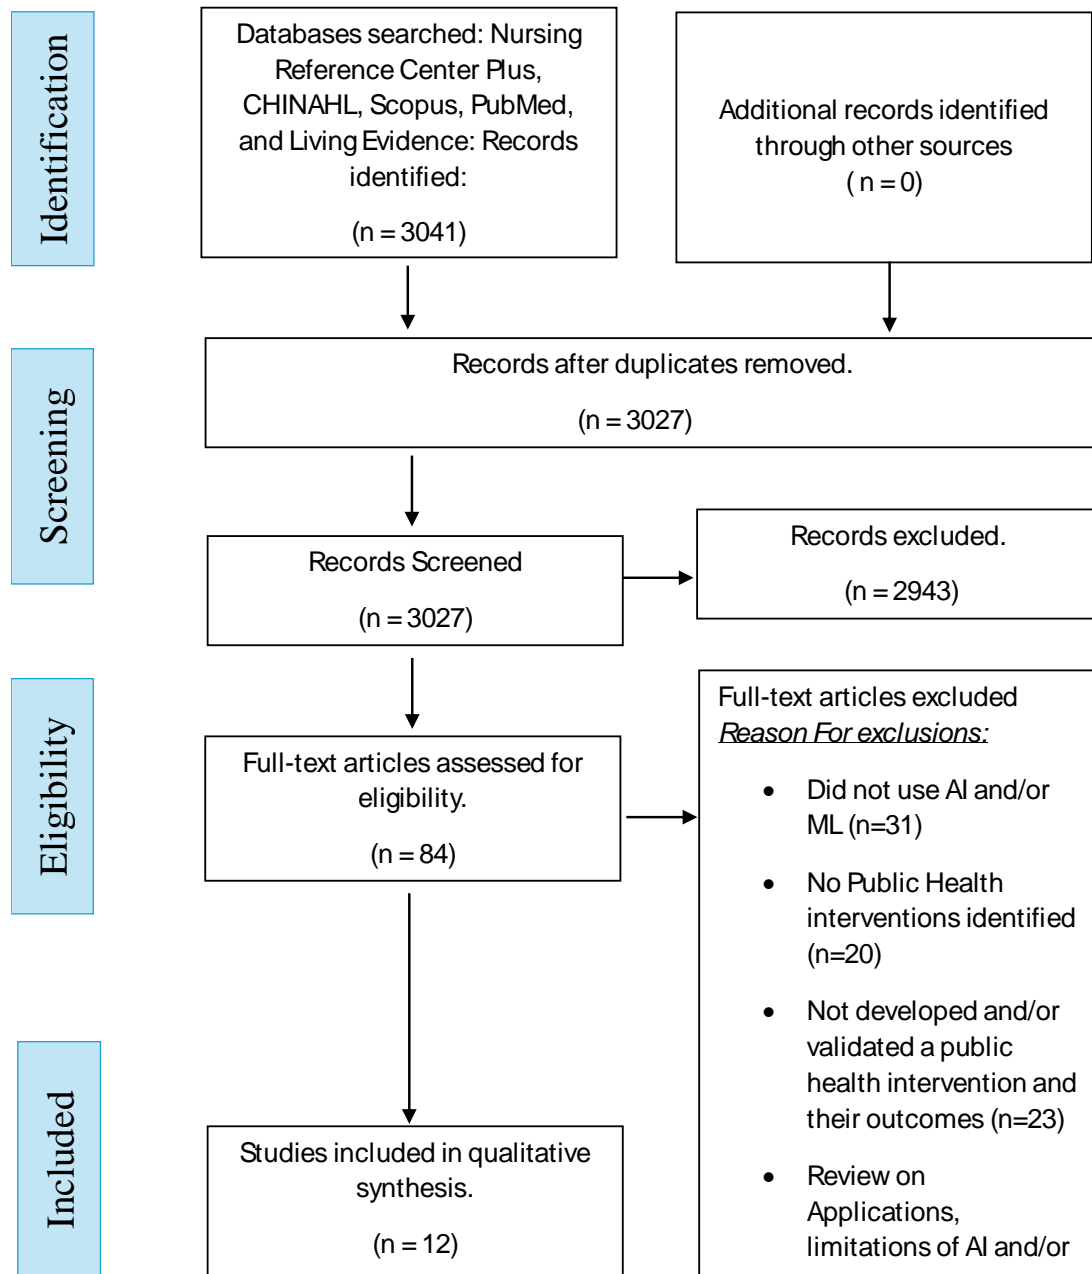 Identification
Databases searched: Nursing
Reference Center Plus,
CHINAHL, Scopus, PubMed,
and Living Evidence: Records
identified:
(n = 3041)
Additional records identified
through other sources
( n = 0)
Screening
Records after duplicates removed.
(n = 3027)
Records Screened
(n = 3027)
Records excluded.
(n = 2943)
Eligibility
Full-text articles assessed for
eligibility.
(n = 84)
Full-text articles excluded
Reason For exclusions:
• Did not use AI and/or
ML (n=31)
• No Public Health
interventions identified
(n=20)
• Not developed and/or
validated a public
health intervention and
their outcomes (n=23)
• Review on
Applications,
limitations of AI and/or
Included
Studies included in qualitative
synthesis.
(n = 12)